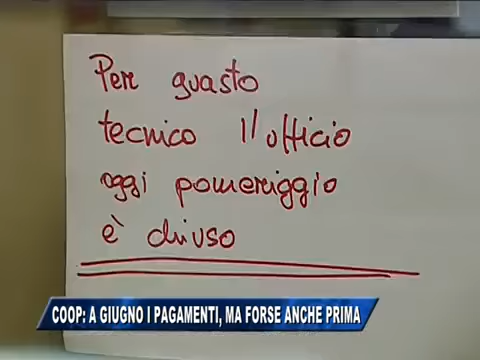 Per guasto
tecnico l'ufficio
oggi pomeriggio
è chiuso
COOP: A GIUGNO I PAGAMENTI, MA FORSE ANCHE PRIMA